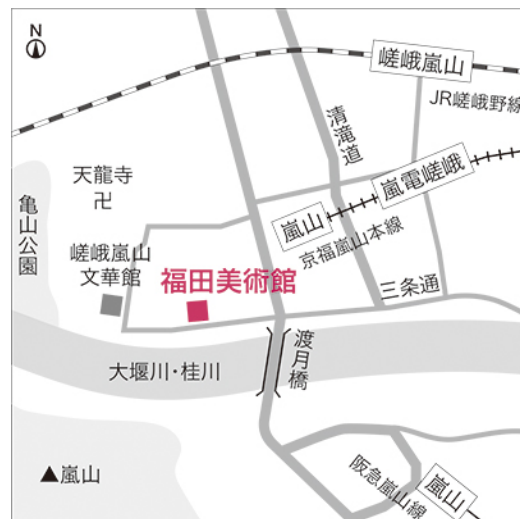 N
嵯峨嵐山
JR嵯峨野線
清滝道
天龍寺
卍
嵐電嵯峨
嵐山
京福嵐山本線
亀山公園
嵯峨嵐山
文華館
福田美術館
三条通
渡月橋
大堰川・桂川
▲嵐山
阪急嵐山線
嵐山